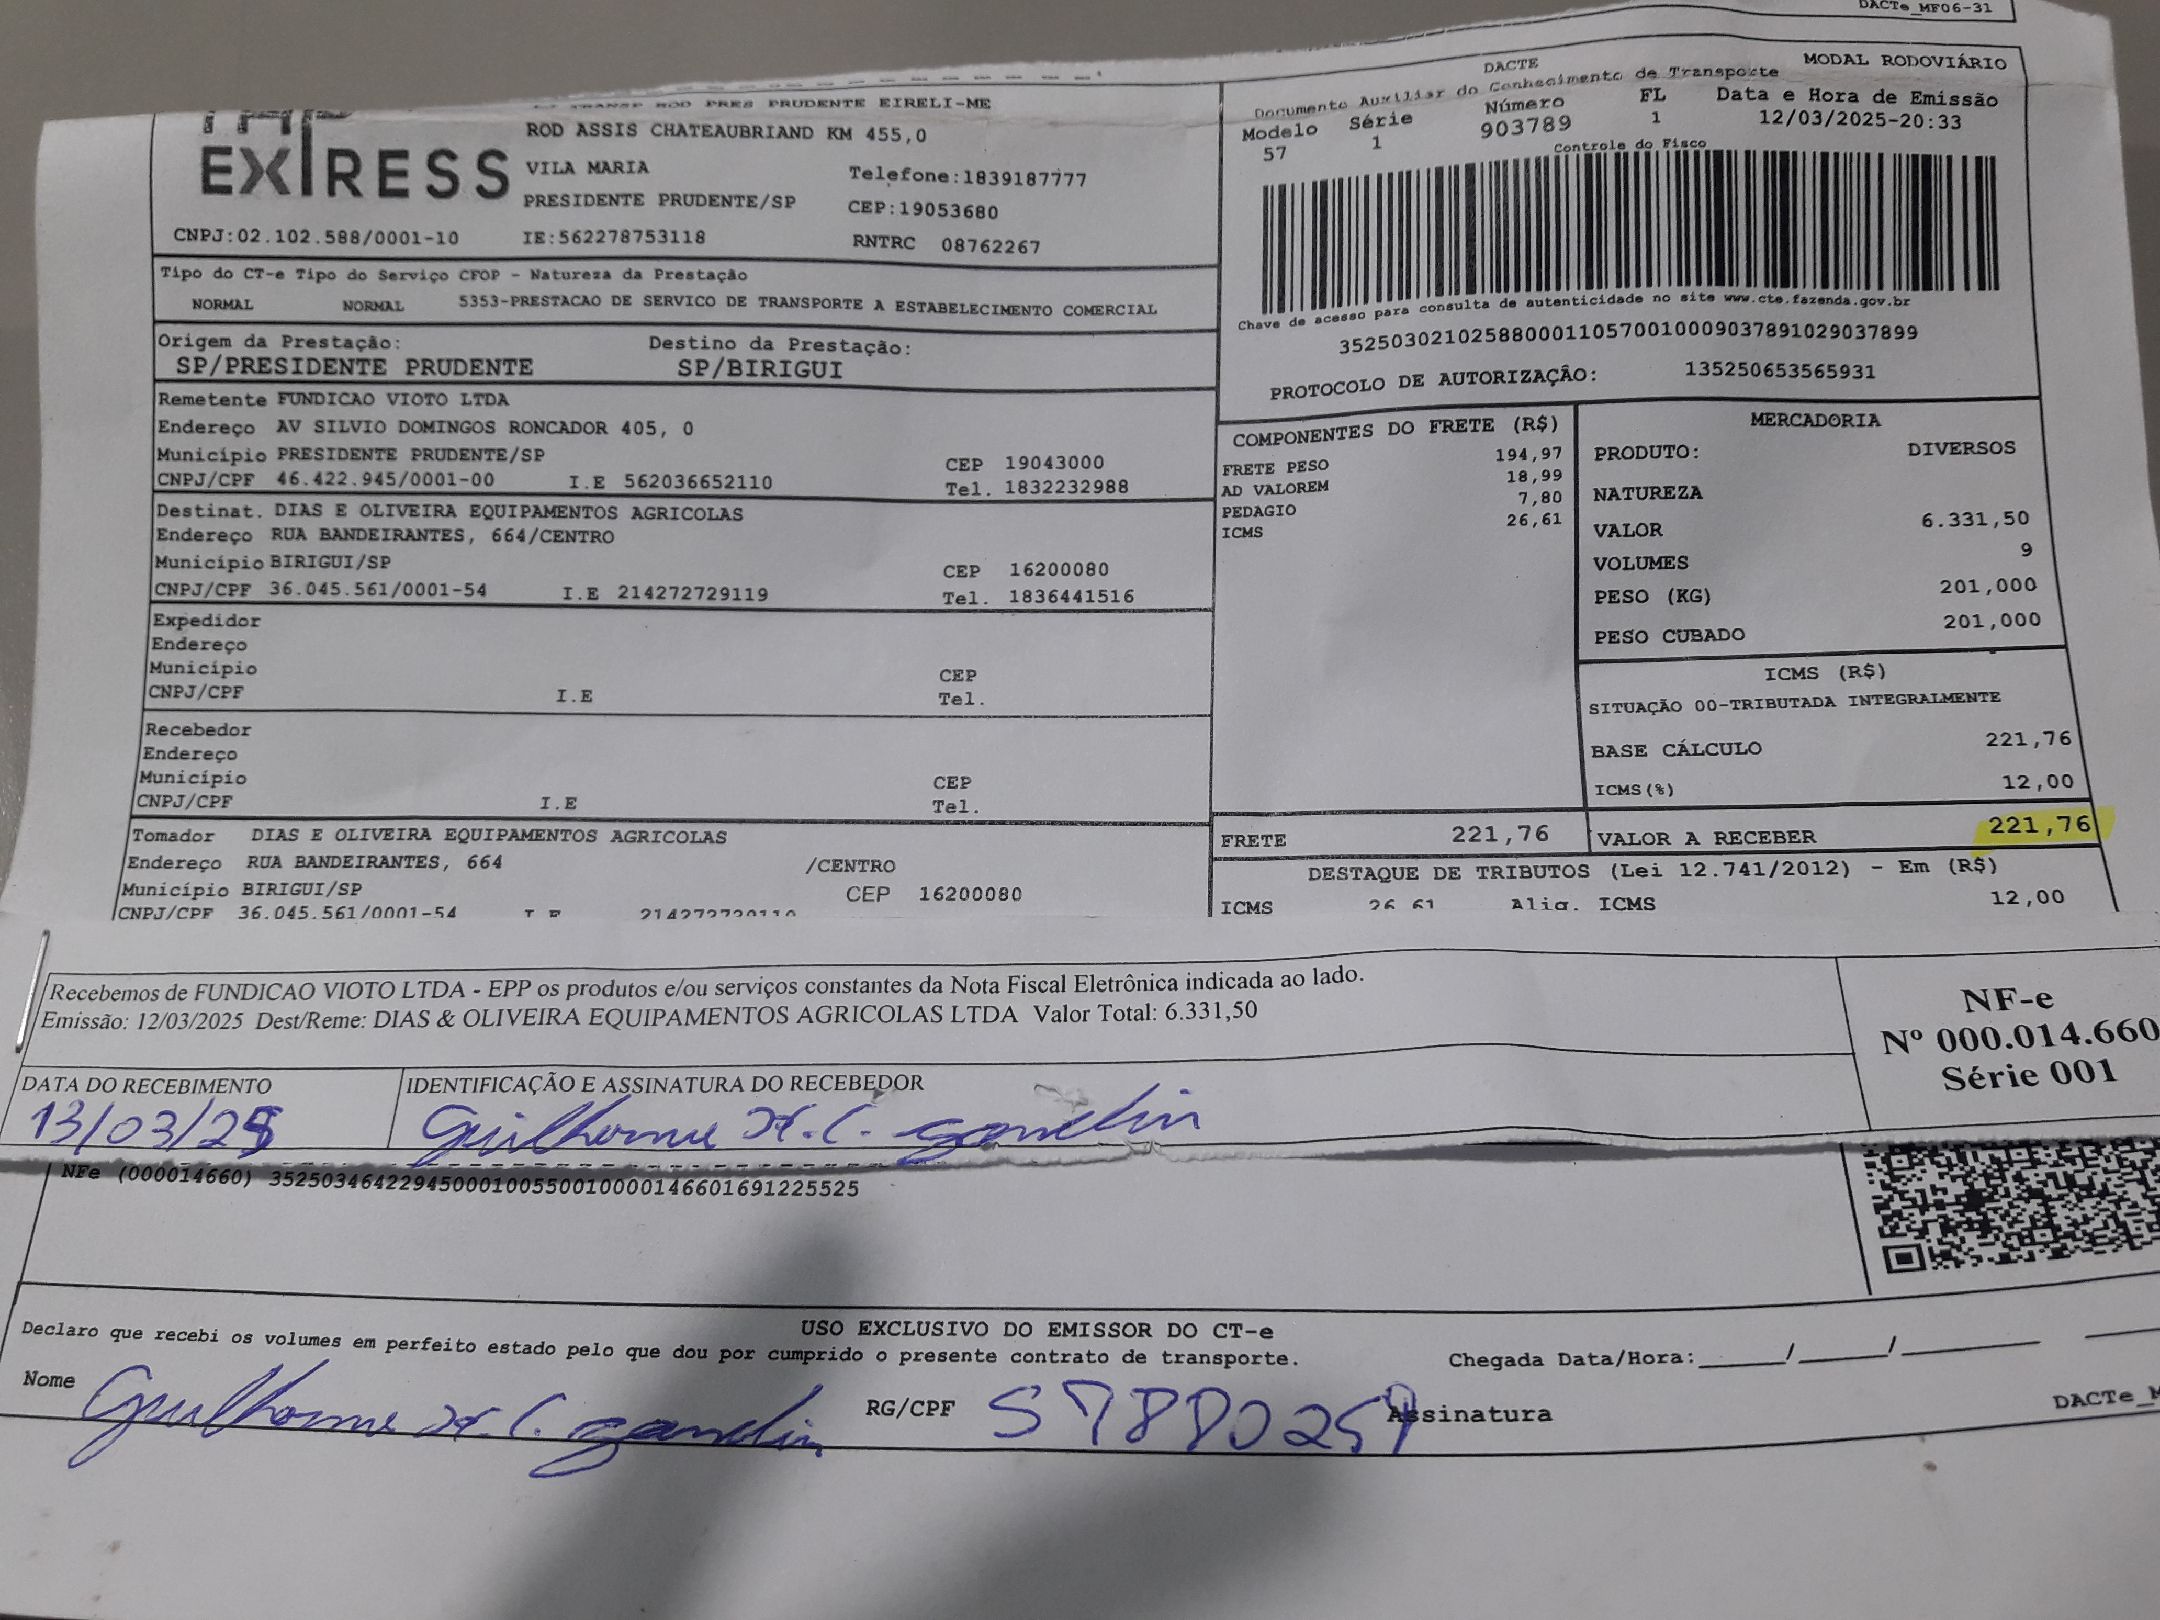 DACTe_MF06-31
TRANSP ROD PRES PRUDENTE EIRELI-ME
EXPRESS
ROD ASSIS CHATEAUBRIAND KM 455,0
VILA MARIA
Telefone:1839187777
PRESIDENTE PRUDENTE/SP
CEP:19053680
CNPJ:02.102.588/0001-10 IE:562278753118 RNTRC 08762267
DACTE MODAL RODOVIÁRIO
Documento Auxiliar do Conhecimento de Transporte
Modelo Série Número FL Data e Hora de Emissão
57 1 903789 1 12/03/2025-20:33
Controle do Fisco
Chave de acesso para consulta de autenticidade no site www.cte.fazenda.gov.br
35250302102588000110570010009037891029037899
PROTOCOLO DE AUTORIZAÇÃO: 135250653565931
Tipo do CT-e Tipo do Serviço CFOP - Natureza da Prestação
NORMAL NORMAL 5353-PRESTACAO DE SERVICO DE TRANSPORTE A ESTABELECIMENTO COMERCIAL
Origem da Prestação: Destino da Prestação:
SP/PRESIDENTE PRUDENTE SP/BIRIGUI
Remetente FUNDICAO VIOTO LTDA
Endereço AV SILVIO DOMINGOS RONCADOR 405, 0
Município PRESIDENTE PRUDENTE/SP CEP 19043000
CNPJ/CPF 46.422.945/0001-00 I.E 562036652110 Tel. 1832232988
Destinat. DIAS E OLIVEIRA EQUIPAMENTOS AGRICOLAS
Endereço RUA BANDEIRANTES, 664/CENTRO
Município BIRIGUI/SP CEP 16200080
CNPJ/CPF 36.045.561/0001-54 I.E 214272729119 Tel. 1836441516
Expedidor
Endereço
Município CEP
CNPJ/CPF I.E Tel.
Recebedor
Endereço
Município CEP
CNPJ/CPF I.E Tel.
Tomador DIAS E OLIVEIRA EQUIPAMENTOS AGRICOLAS
Endereço RUA BANDEIRANTES, 664 /CENTRO
Município BIRIGUI/SP CEP 16200080
CNPJ/CPF 36.045.561/0001-54 I.E 214272729119
COMPONENTES DO FRETE (R$)
FRETE PESO 194,97
AD VALOREM 18,99
PEDAGIO 7,80
ICMS 26,61
MERCADORIA
PRODUTO: DIVERSOS
NATUREZA
VALOR 6.331,50
VOLUMES 9
PESO (KG) 201,000
PESO CUBADO 201,000
ICMS (R$)
SITUAÇÃO 00-TRIBUTADA INTEGRALMENTE
BASE CÁLCULO 221,76
ICMS(%) 12,00
FRETE 221,76 VALOR A RECEBER 221,76
DESTAQUE DE TRIBUTOS (Lei 12.741/2012) - Em (R$)
ICMS 26,61 Aliq. ICMS 12,00
Recebemos de FUNDICAO VIOTO LTDA - EPP os produtos e/ou serviços constantes da Nota Fiscal Eletrônica indicada ao lado.
Emissão: 12/03/2025 Dest/Reme: DIAS & OLIVEIRA EQUIPAMENTOS AGRICOLAS LTDA Valor Total: 6.331,50
NF-e
Nº 000.014.660
Série 001
DATA DO RECEBIMENTO IDENTIFICAÇÃO E ASSINATURA DO RECEBEDOR
13/03/25 Guilherme H.C. Gandin
NFe (000014660) 35250346422945000100550010000146601691225525
USO EXCLUSIVO DO EMISSOR DO CT-e
Declaro que recebi os volumes em perfeito estado pelo que dou por cumprido o presente contrato de transporte.
Chegada Data/Hora:_____/_____/_______
Nome Guilherme H.C. Gandin RG/CPF 57880259 Assinatura
DACTe_M